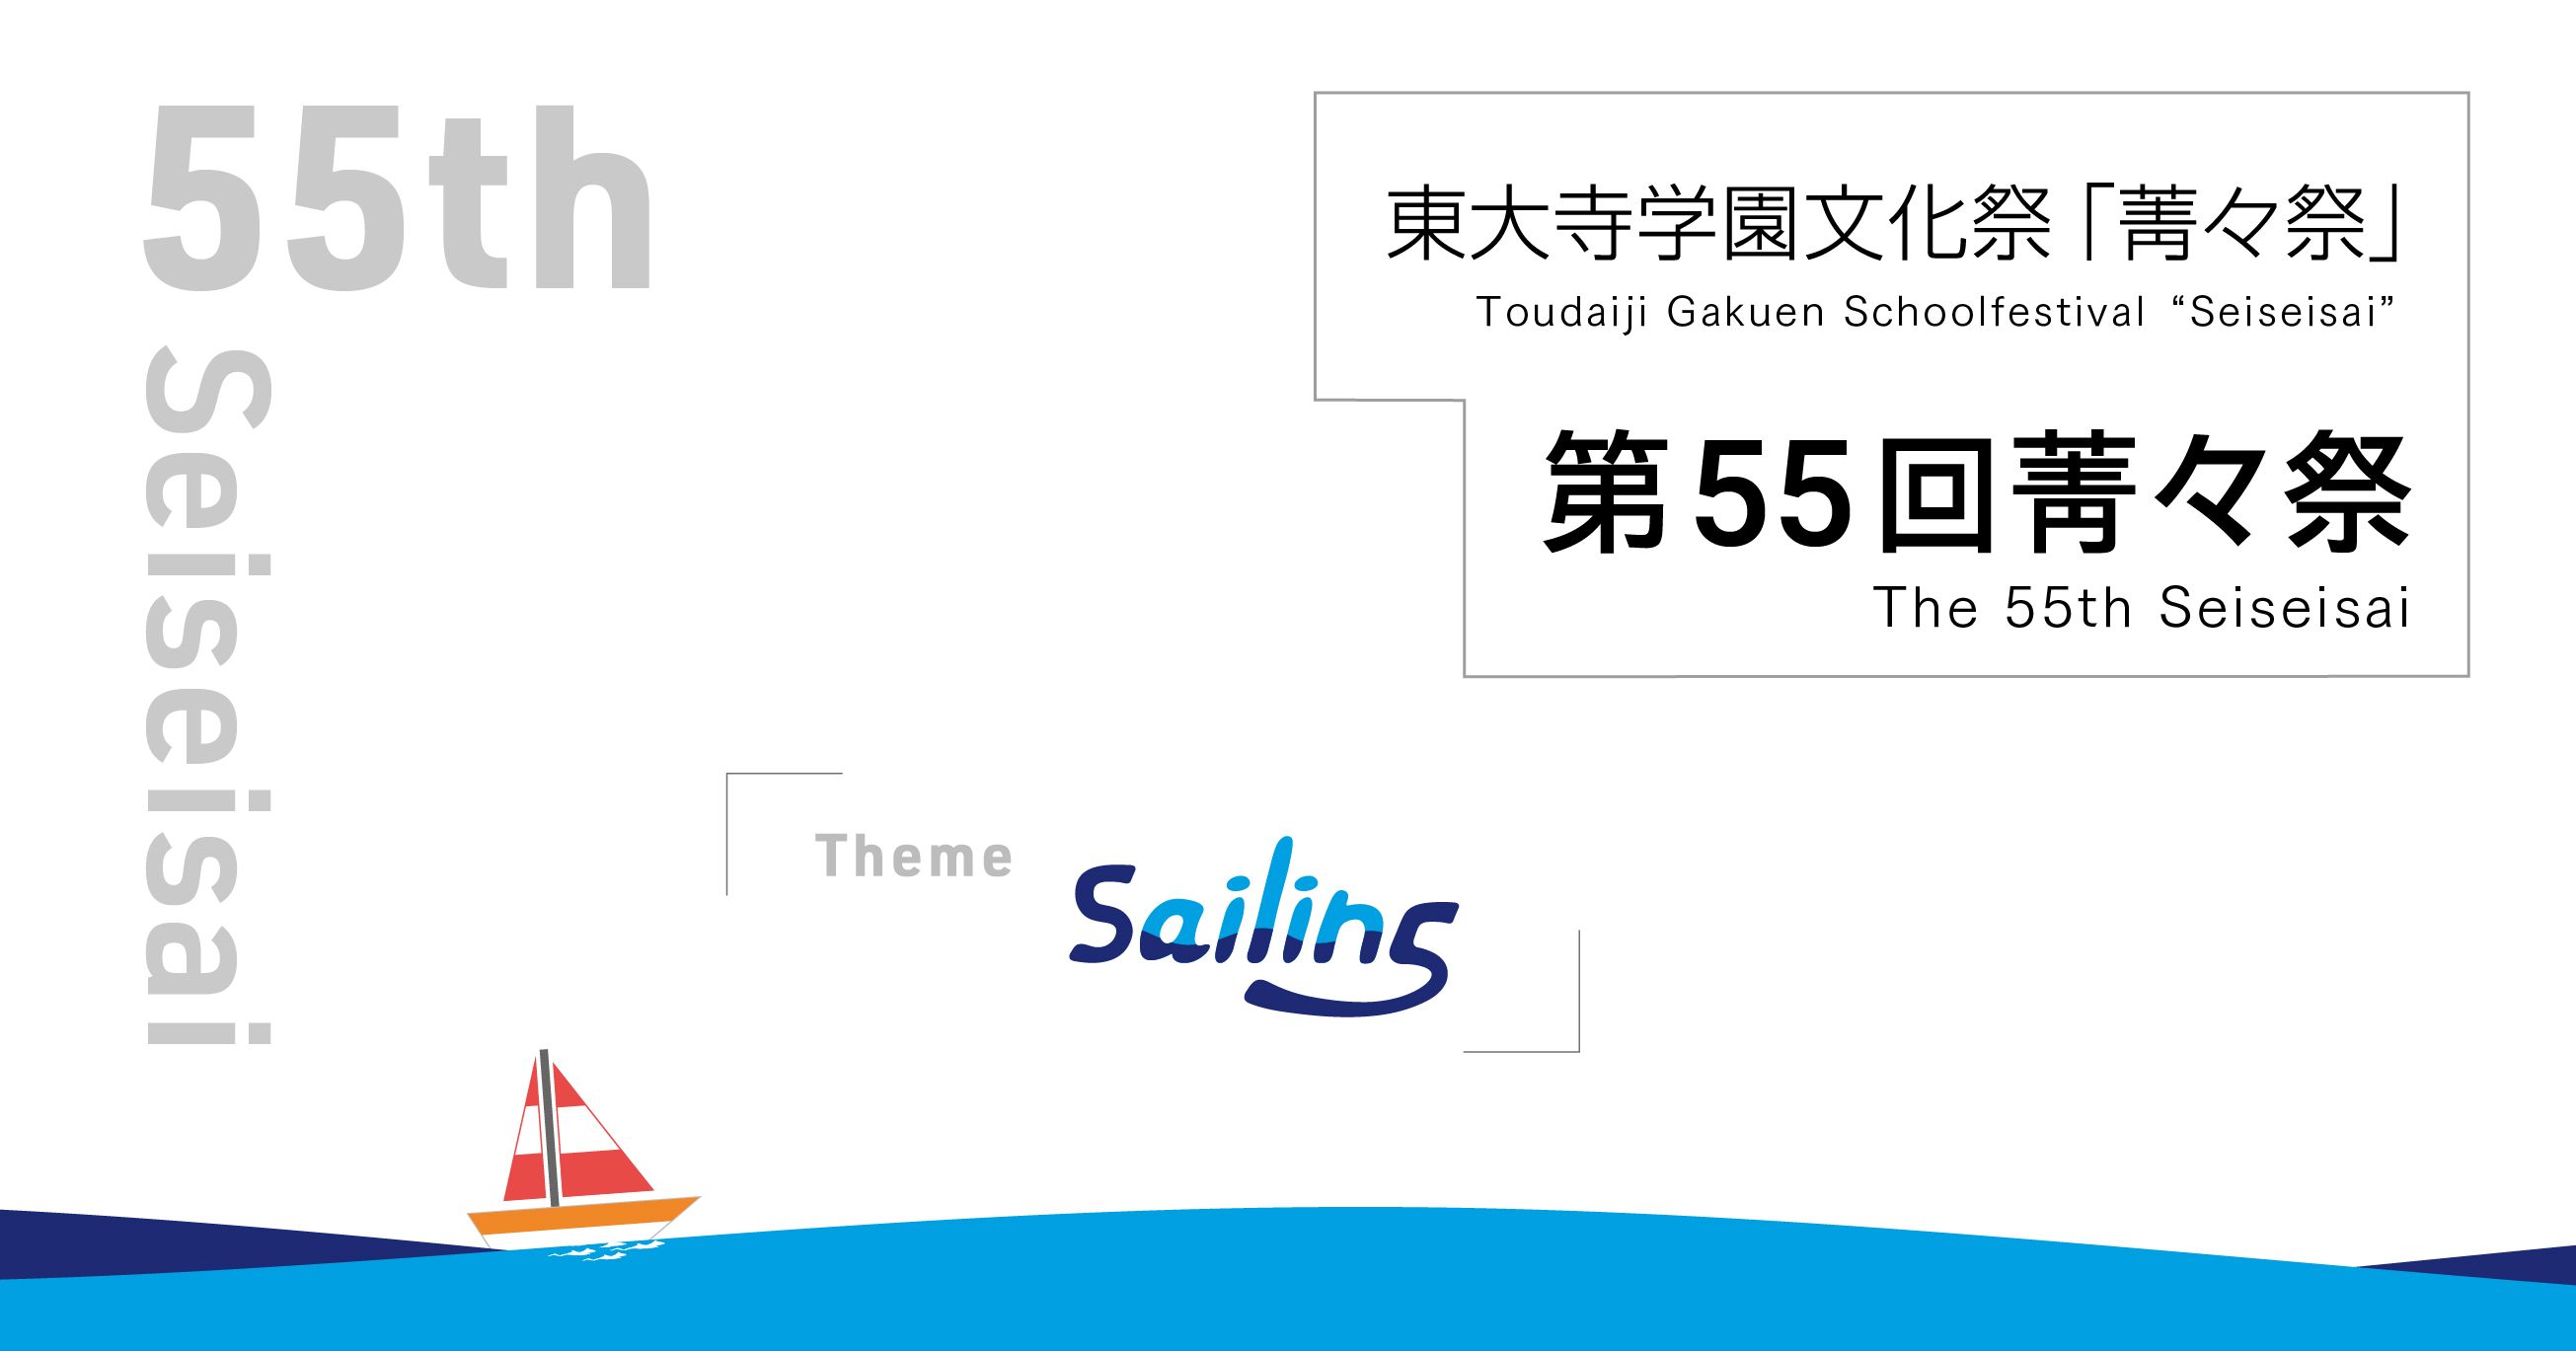 55th
Seiseisai
東大寺学園文化祭「菁々祭」
Toudaiji Gakuen Schoolfestival “Seiseisai”
第55回菁々祭
The 55th Seiseisai
Theme
Sailing